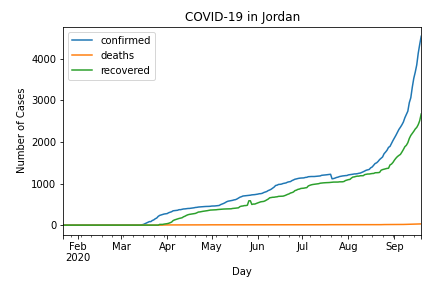 COVID-19 in Jordan
confirmed
deaths
recovered
Number of Cases
4000
3000
2000
1000
0
Feb Mar Apr May Jun Jul Aug Sep
2020
Day